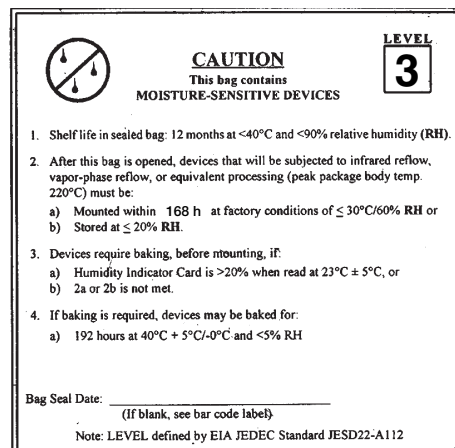 LEVEL
3
CAUTION
This bag contains
MOISTURE-SENSITIVE DEVICES
1. Shelf life in sealed bag: 12 months at <40°C and <90% relative humidity (RH).
2. After this bag is opened, devices that will be subjected to infrared reflow,
vapor-phase reflow, or equivalent processing (peak package body temp.
220°C) must be:
a) Mounted within 168 h at factory conditions of ≤ 30°C/60% RH or
b) Stored at ≤ 20% RH.
3. Devices require baking, before mounting, if:
a) Humidity Indicator Card is >20% when read at 23°C ± 5°C, or
b) 2a or 2b is not met.
4. If baking is required, devices may be baked for:
a) 192 hours at 40°C + 5°C/-0°C and <5% RH
Bag Seal Date:
(If blank, see bar code label)
Note: LEVEL defined by EIA JEDEC Standard JESD22-A112